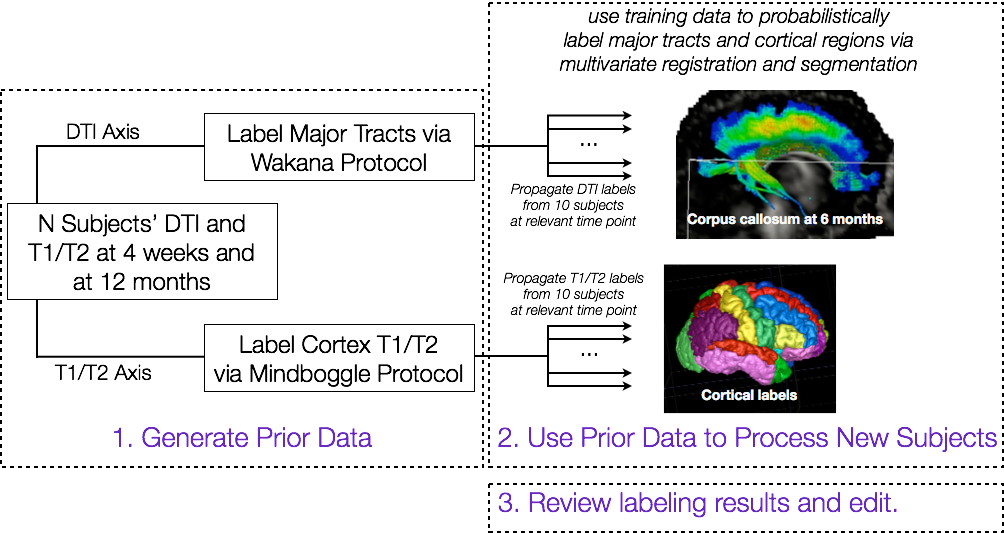 use training data to probabilistically
label major tracts and cortical regions via
multivariate registration and segmentation
DTI Axis
Label Major Tracts via
Wakana Protocol
...
Propagate DTI labels
from 10 subjects
at relevant time point
Corpus callosum at 6 months
N Subjects' DTI and
T1/T2 at 4 weeks and
at 12 months
Propagate T1/T2 labels
from 10 subjects
at relevant time point
T1/T2 Axis
Label Cortex T1/T2
via Mindboggle Protocol
...
Cortical labels
1. Generate Prior Data
2. Use Prior Data to Process New Subjects
3. Review labeling results and edit.